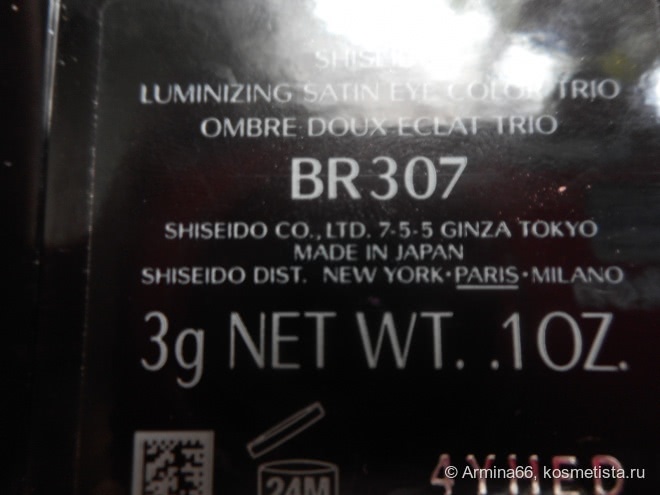 SHISEIDO
LUMINIZING SATIN EYE COLOR TRIO
OMBRE DOUX ECLAT TRIO
BR307
SHISEIDO CO., LTD. 7-5-5 GINZA TOKYO
MADE IN JAPAN
SHISEIDO DIST. NEW YORK·PARIS·MILANO
3g NET WT. .1OZ.
24M
© Armina66, kosmetista.ru